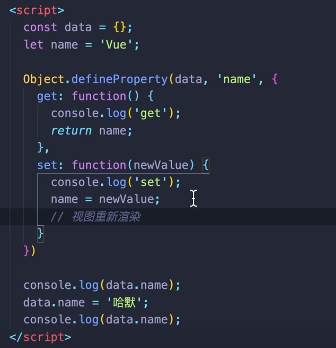 <script>
const data = {};
let name = 'Vue';
Object.defineProperty(data, 'name', {
get: function() {
console.log('get');
return name;
},
set: function(newValue) {
console.log('set');
name = newValue;
// 视图重新渲染
}
})
console.log(data.name);
data.name = '哈默';
console.log(data.name);
</script>